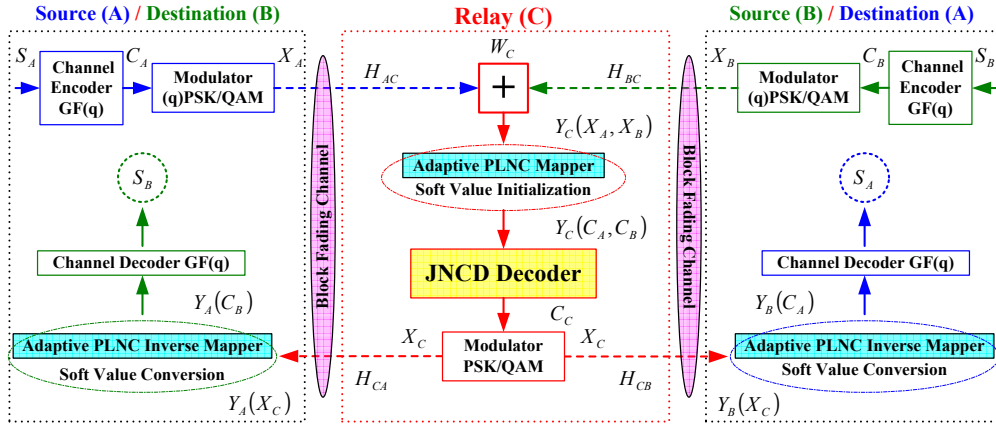 Source (A) / Destination (B)
S_A
Channel Encoder GF(q)
C_A
Modulator (q)PSK/QAM
X_A
S_B
Channel Decoder GF(q)
Y_A(C_B)
Adaptive PLNC Inverse Mapper
Soft Value Conversion
Y_A(X_C)
Block Fading Channel
Relay (C)
W_C
H_AC
+
H_BC
Y_C(X_A, X_B)
Adaptive PLNC Mapper
Soft Value Initialization
Y_C(C_A, C_B)
JNCD Decoder
C_C
X_C
Modulator PSK/QAM
X_C
H_CA
H_CB
Block Fading Channel
Source (B) / Destination (A)
X_B
Modulator (q)PSK/QAM
C_B
Channel Encoder GF(q)
S_B
S_A
Channel Decoder GF(q)
Y_B(C_A)
Adaptive PLNC Inverse Mapper
Soft Value Conversion
Y_B(X_C)